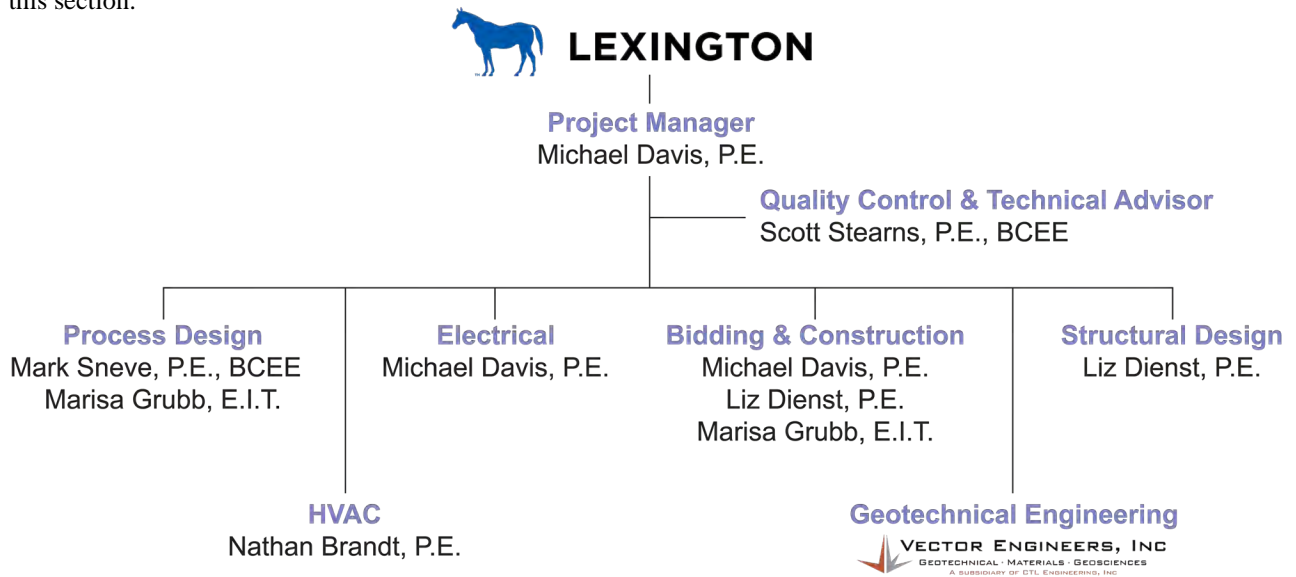 this section.
LEXINGTON
Project Manager
Michael Davis, P.E.
Quality Control & Technical Advisor
Scott Stearns, P.E., BCEE
Process Design
Mark Sneve, P.E., BCEE
Marisa Grubb, E.I.T.
Electrical
Michael Davis, P.E.
Bidding & Construction
Michael Davis, P.E.
Liz Dienst, P.E.
Marisa Grubb, E.I.T.
Structural Design
Liz Dienst, P.E.
HVAC
Nathan Brandt, P.E.
Geotechnical Engineering
VECTOR ENGINEERS, INC
GEOTECHNICAL · MATERIALS · GEOSCIENCES
A SUBSIDIARY OF CTL ENGINEERING, INC